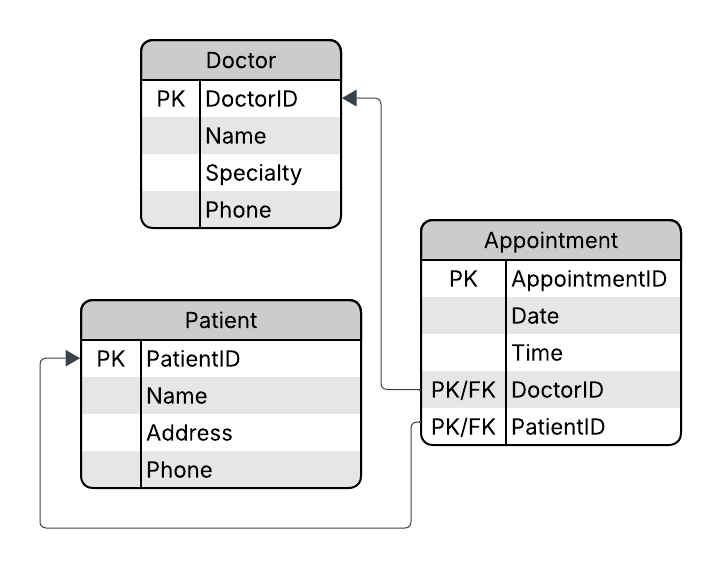 Doctor
PK DoctorID
Name
Specialty
Phone
Appointment
PK AppointmentID
Date
Time
PK/FK DoctorID
PK/FK PatientID
Patient
PK PatientID
Name
Address
Phone